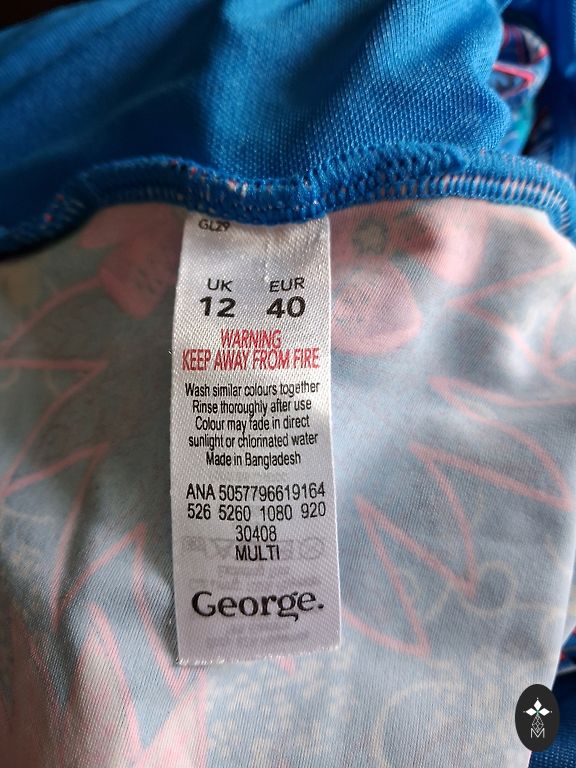 GLZ9
UK EUR
12 40
WARNING
KEEP AWAY FROM FIRE
Wash similar colours together
Rinse thoroughly after use
Colour may fade in direct
sunlight or chlorinated water
Made in Bangladesh
ANA 5057796619164
526 5260 1080 920
30408
MULTI
George.
M